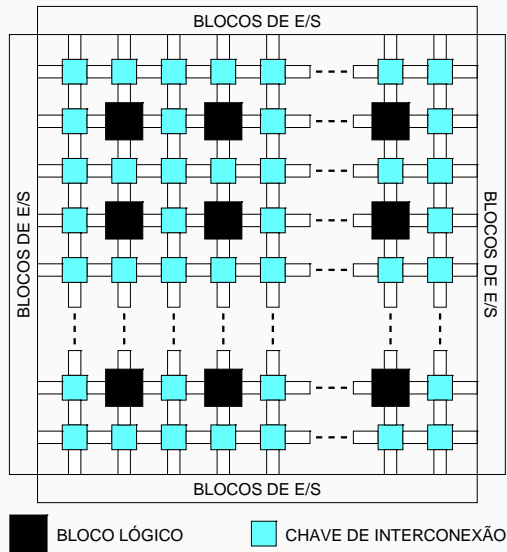 BLOCOS DE E/S
BLOCOS DE E/S
BLOCOS DE E/S
BLOCOS DE E/S
BLOCO LÓGICO
CHAVE DE INTERCONEXÃO